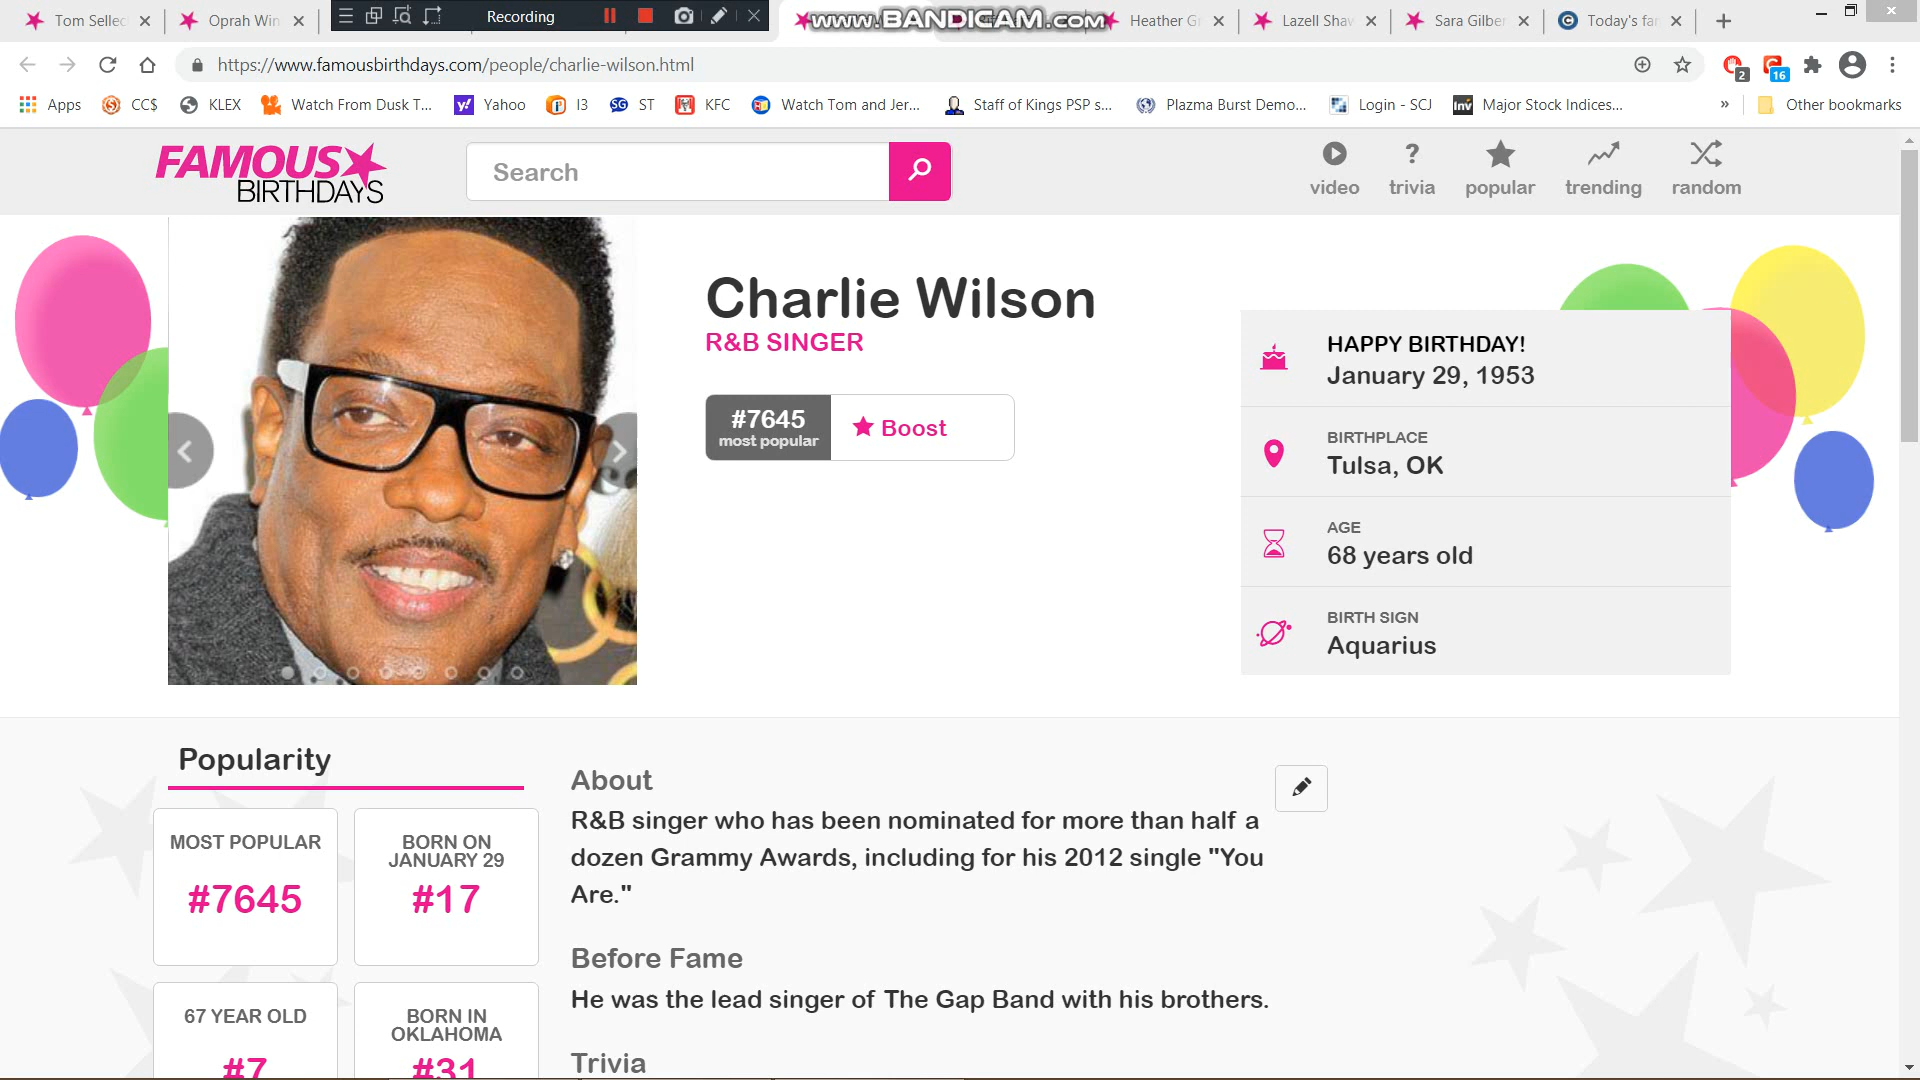 Tom Sellec
Oprah Win
Recording
www.BANDICAM.com
Heather Gr
Lazell Shaw
Sara Gilber
Today's fam
https://www.famousbirthdays.com/people/charlie-wilson.html
2
16
Apps
CC$
KLEX
Watch From Dusk T...
Yahoo
I3
ST
KFC
Watch Tom and Jer...
Staff of Kings PSP s...
Plazma Burst Demo...
Login - SCJ
Major Stock Indices...
»
Other bookmarks
FAMOUS
BIRTHDAYS
Search
video
trivia
popular
trending
random
Charlie Wilson
R&B SINGER
#7645
most popular
Boost
HAPPY BIRTHDAY!
January 29, 1953
BIRTHPLACE
Tulsa, OK
AGE
68 years old
BIRTH SIGN
Aquarius
Popularity
MOST POPULAR
#7645
BORN ON
JANUARY 29
#17
67 YEAR OLD
#7
BORN IN
OKLAHOMA
#31
About
R&B singer who has been nominated for more than half a
dozen Grammy Awards, including for his 2012 single "You
Are."
Before Fame
He was the lead singer of The Gap Band with his brothers.
Trivia